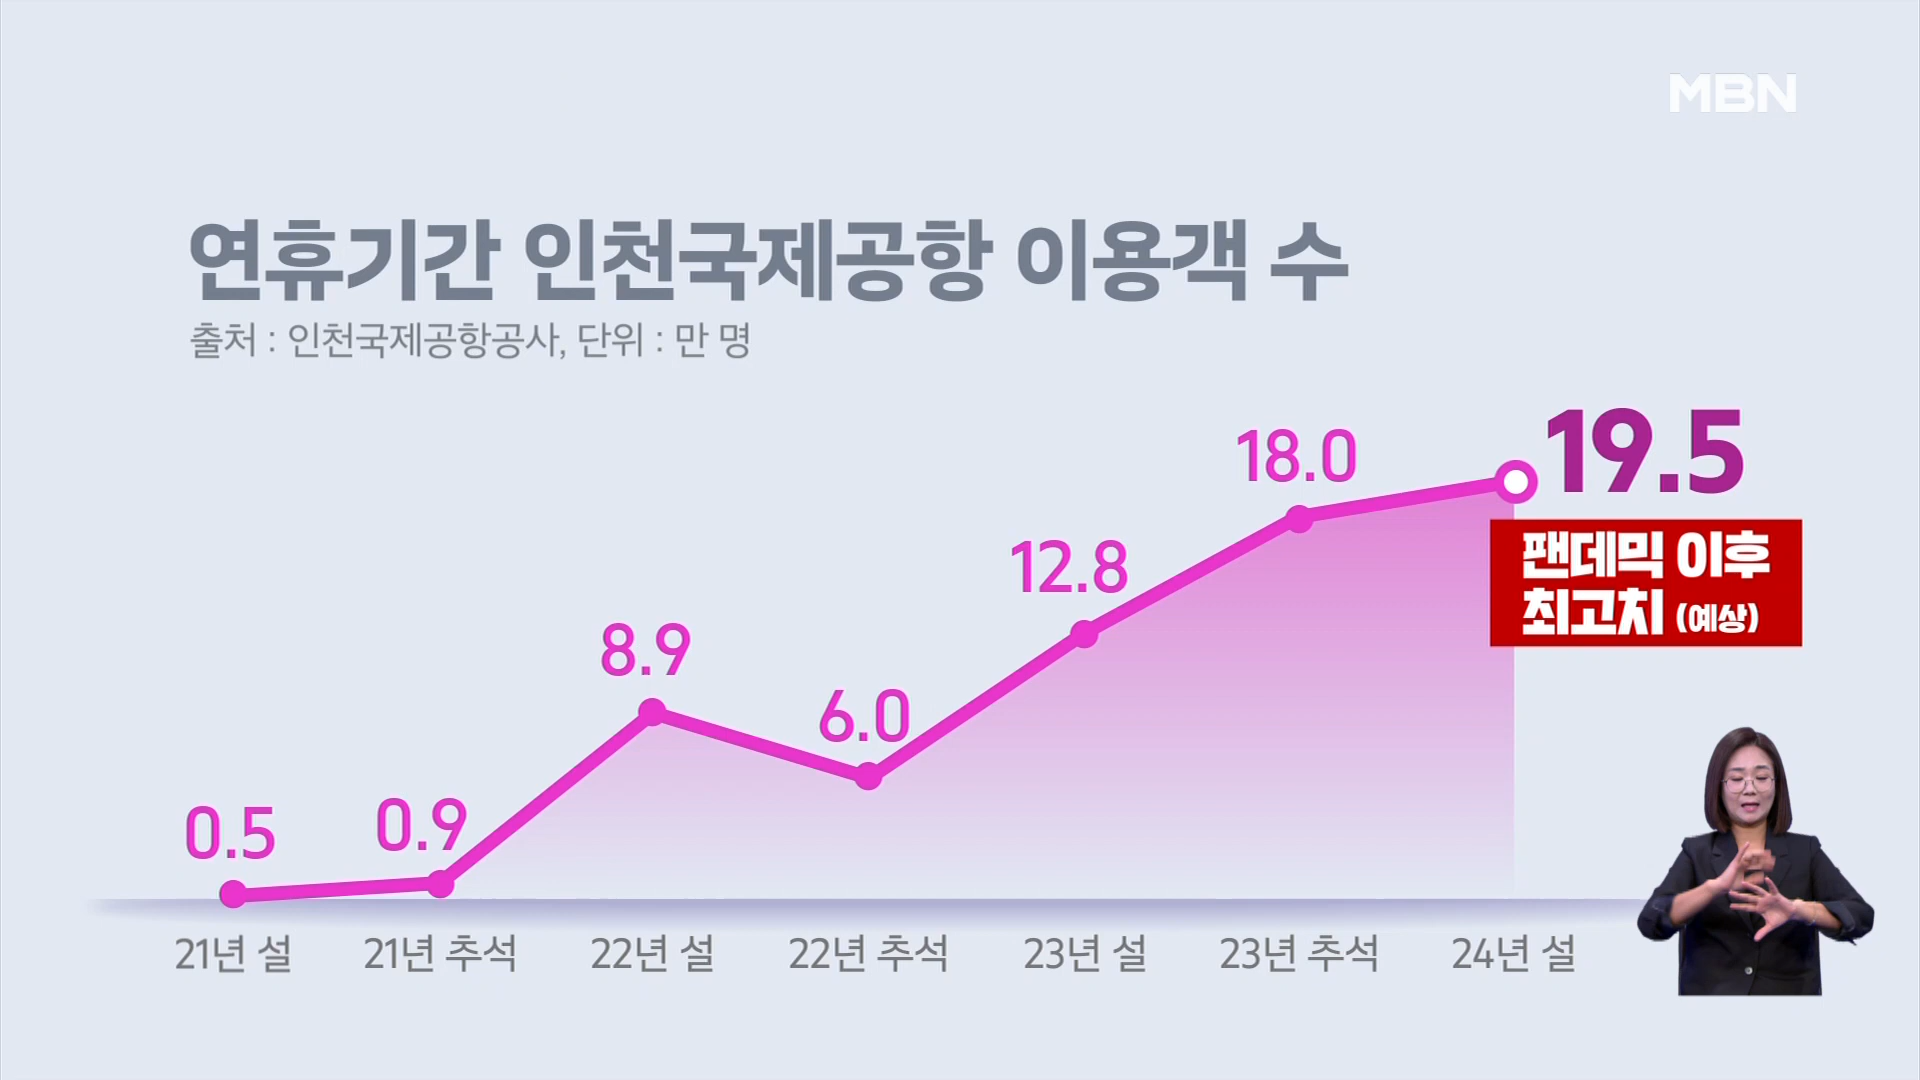 MBN
연휴기간 인천국제공항 이용객 수
출처 : 인천국제공항공사, 단위 : 만 명
0.5
0.9
8.9
6.0
12.8
18.0
19.5
팬데믹 이후
최고치 (예상)
21년 설
21년 추석
22년 설
22년 추석
23년 설
23년 추석
24년 설